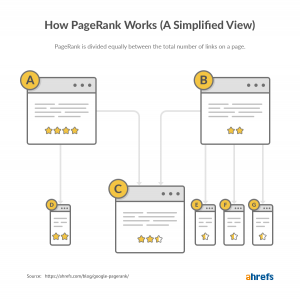 How PageRank Works (A Simplified View)
PageRank is divided equally between the total number of links on a page.
A
B
D
C
E
F
G
Source: https://ahrefs.com/blog/google-pagerank/
ahrefs